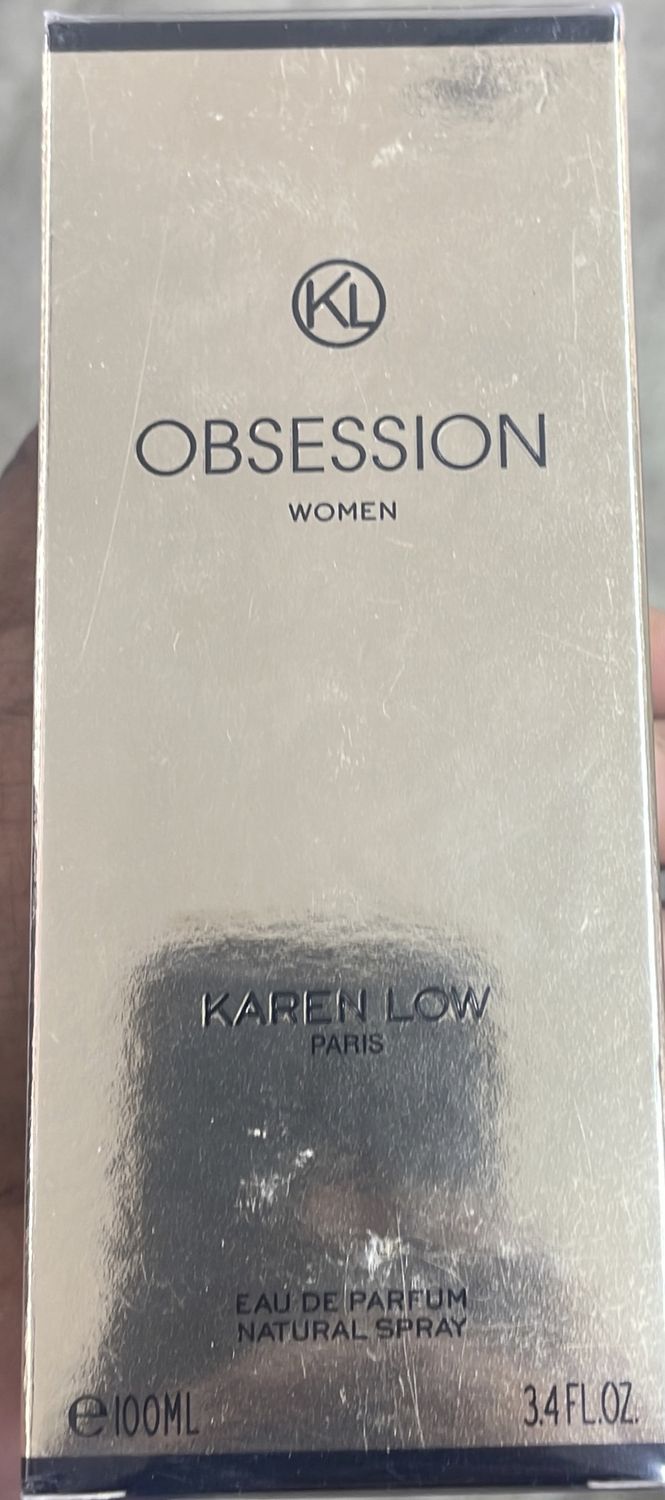 KL
OBSESSION
WOMEN
KAREN LOW
PARIS
EAU DE PARFUM
NATURAL SPRAY
℮100ML 3.4 FL.OZ.